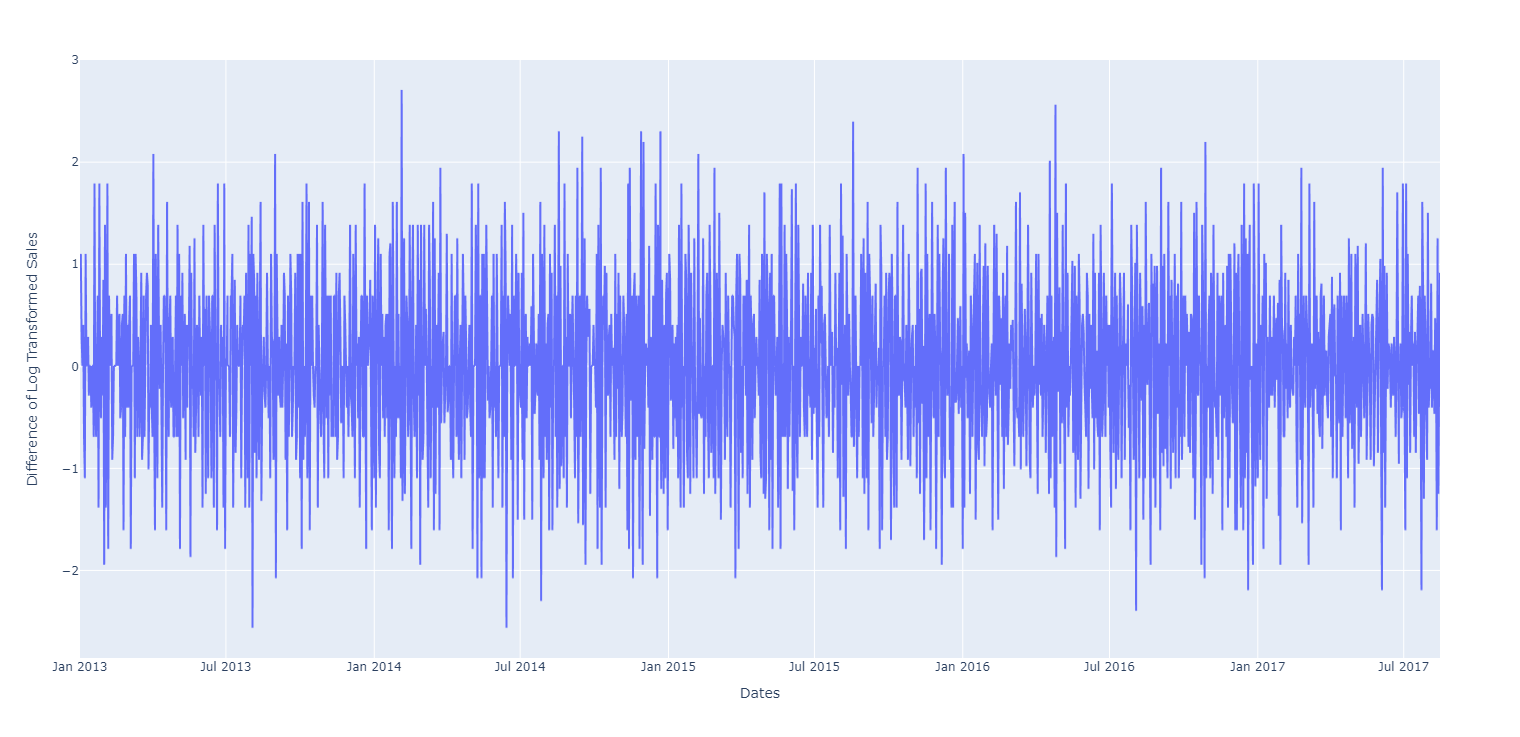 3
2
1
0
−1
−2
Difference of Log Transformed Sales
Jan 2013 Jul 2013 Jan 2014 Jul 2014 Jan 2015 Jul 2015 Jan 2016 Jul 2016 Jan 2017 Jul 2017
Dates